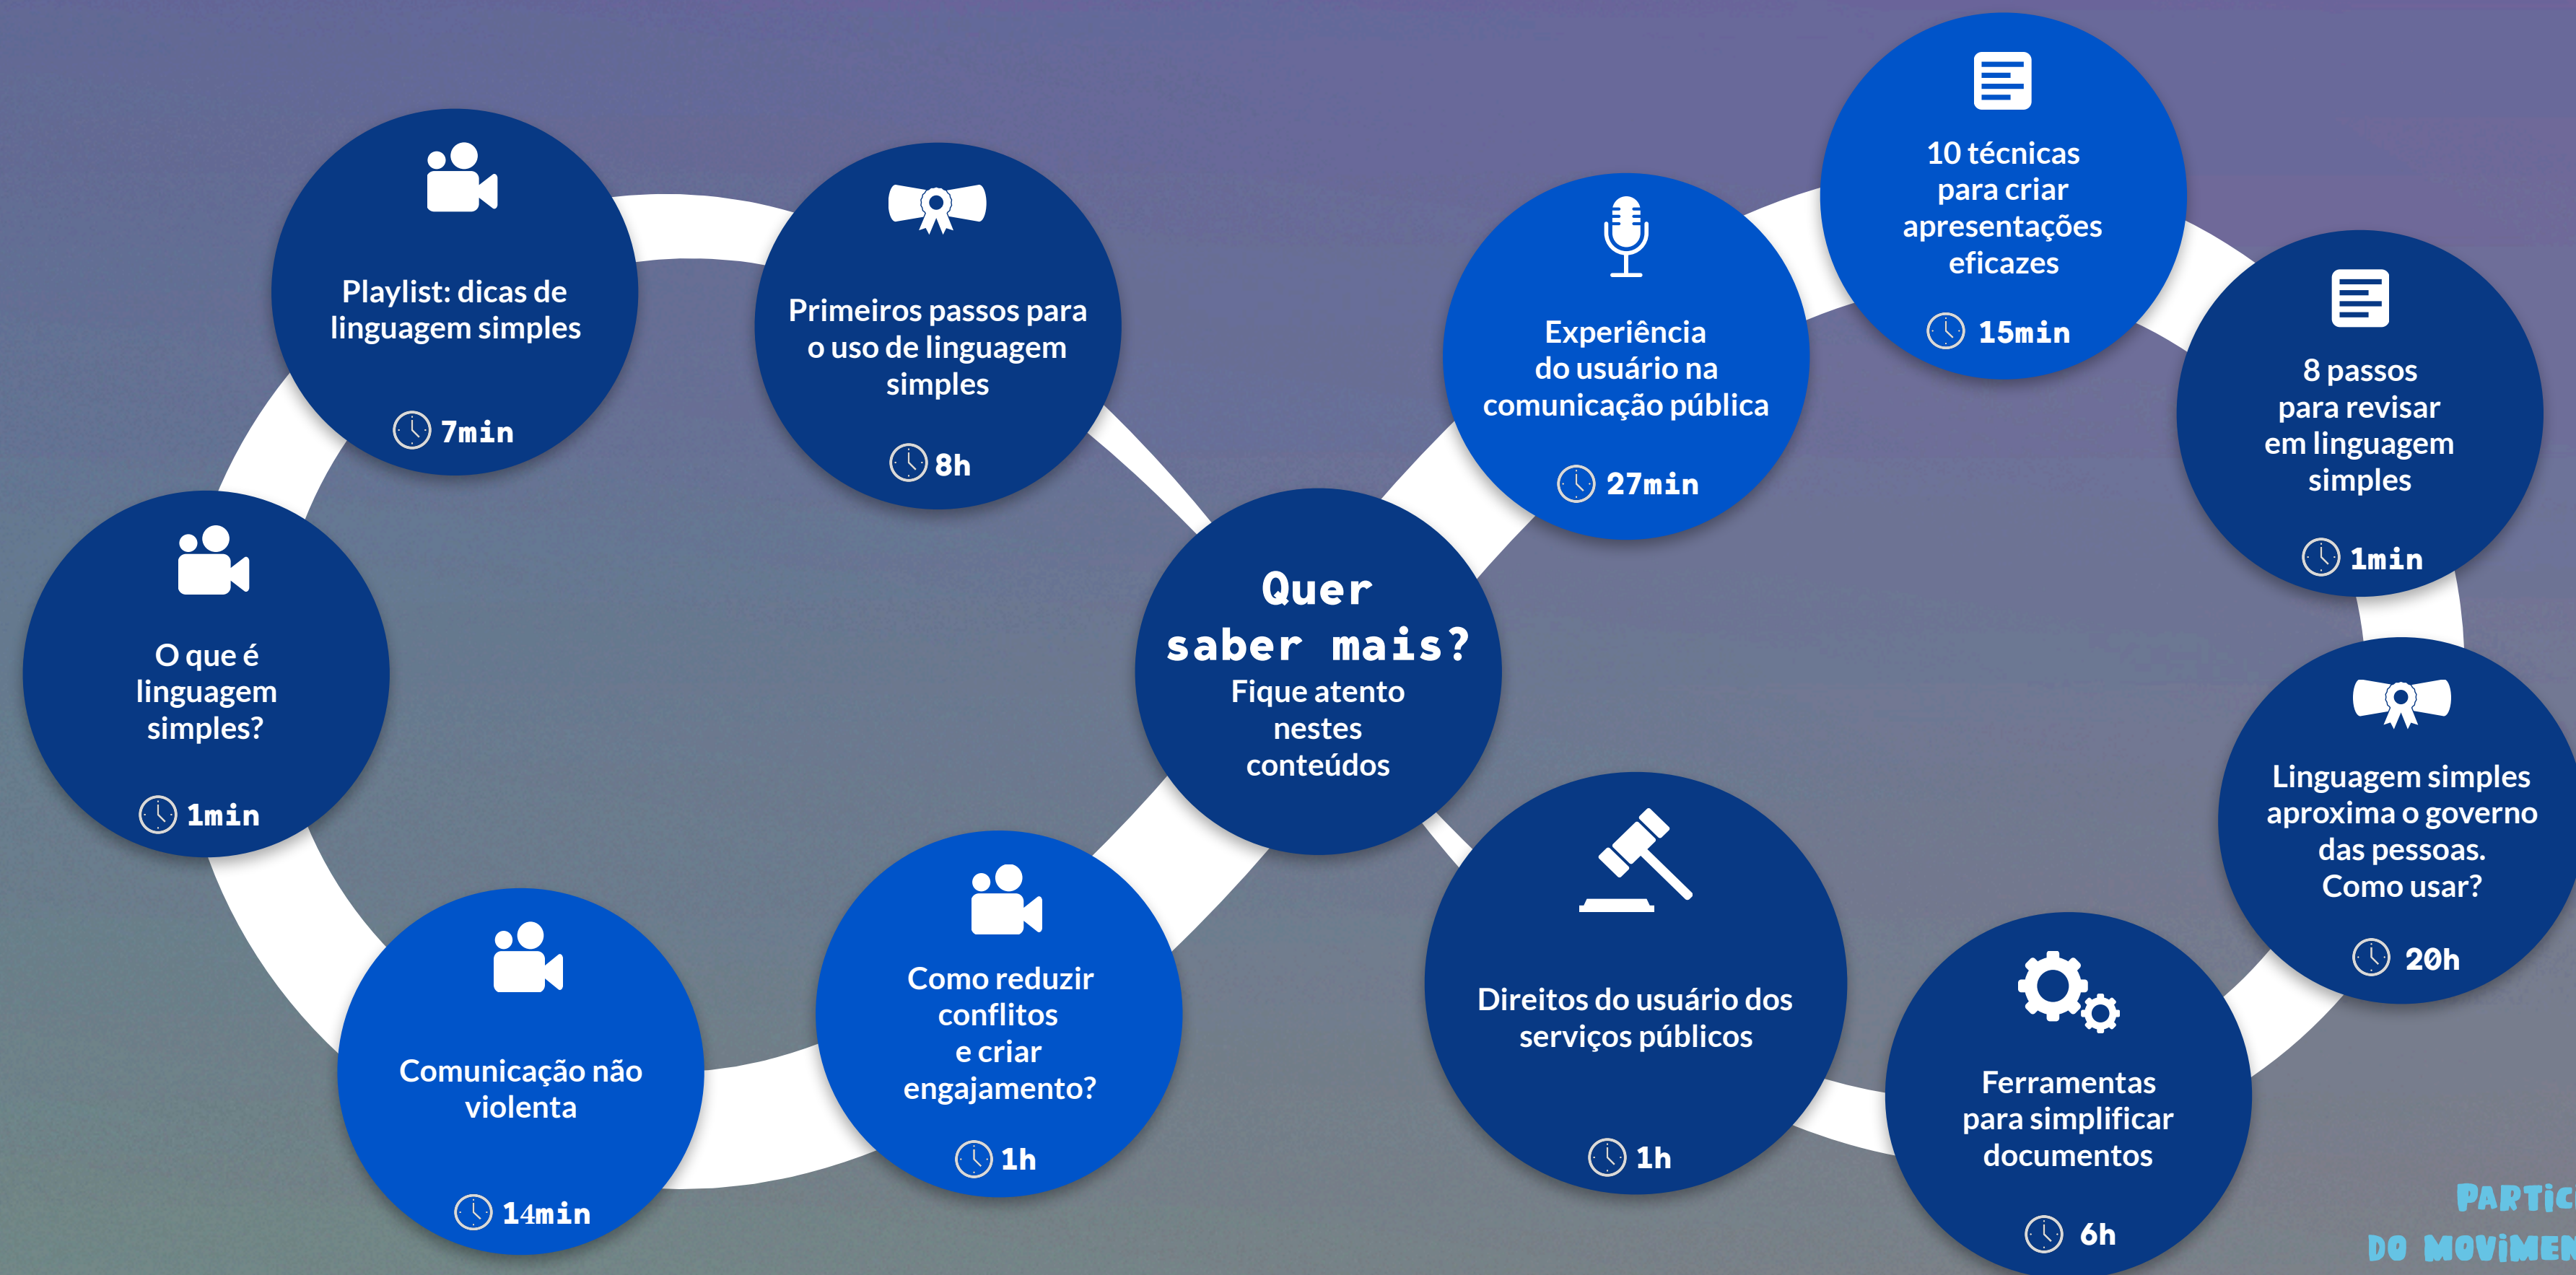 Playlist: dicas de
linguagem simples
7min
Primeiros passos para
o uso de linguagem
simples
8h
O que é
linguagem
simples?
1min
Comunicação não
violenta
14min
Como reduzir
conflitos
e criar
engajamento?
1h
Quer
saber mais?
Fique atento
nestes
conteúdos
Experiência
do usuário na
comunicação pública
27min
10 técnicas
para criar
apresentações
eficazes
15min
8 passos
para revisar
em linguagem
simples
1min
Linguagem simples
aproxima o governo
das pessoas.
Como usar?
20h
Ferramentas
para simplificar
documentos
6h
Direitos do usuário dos
serviços públicos
1h
DO